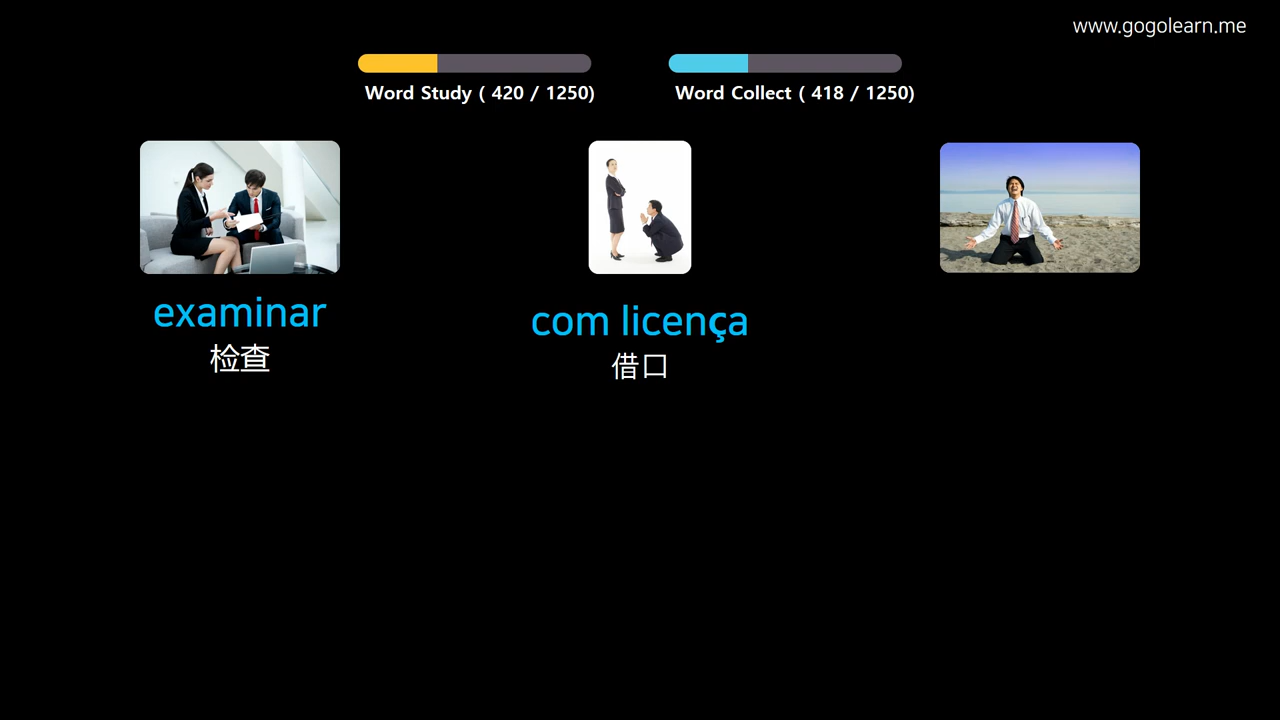 www.gogolearn.me
Word Study ( 420 / 1250)
Word Collect ( 418 / 1250)
examinar
检查
com licença
借口